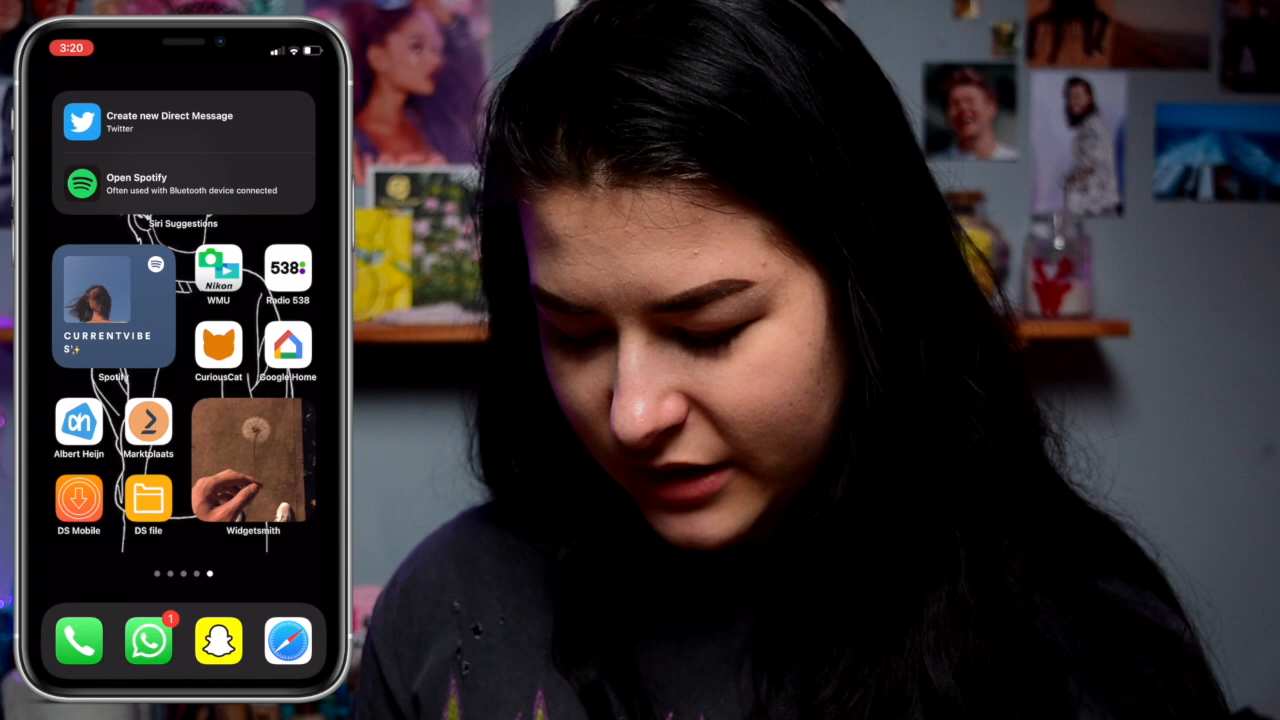 3:20
Create new Direct Message
Twitter
Open Spotify
Often used with Bluetooth device connected
Siri Suggestions
Nikon
538
WMU
Radio 538
CURRENTVIBE
S'✨
Spotify
CuriousCat
Google Home
Albert Heijn
Marktplaats
DS Mobile
DS file
Widgetsmith
1